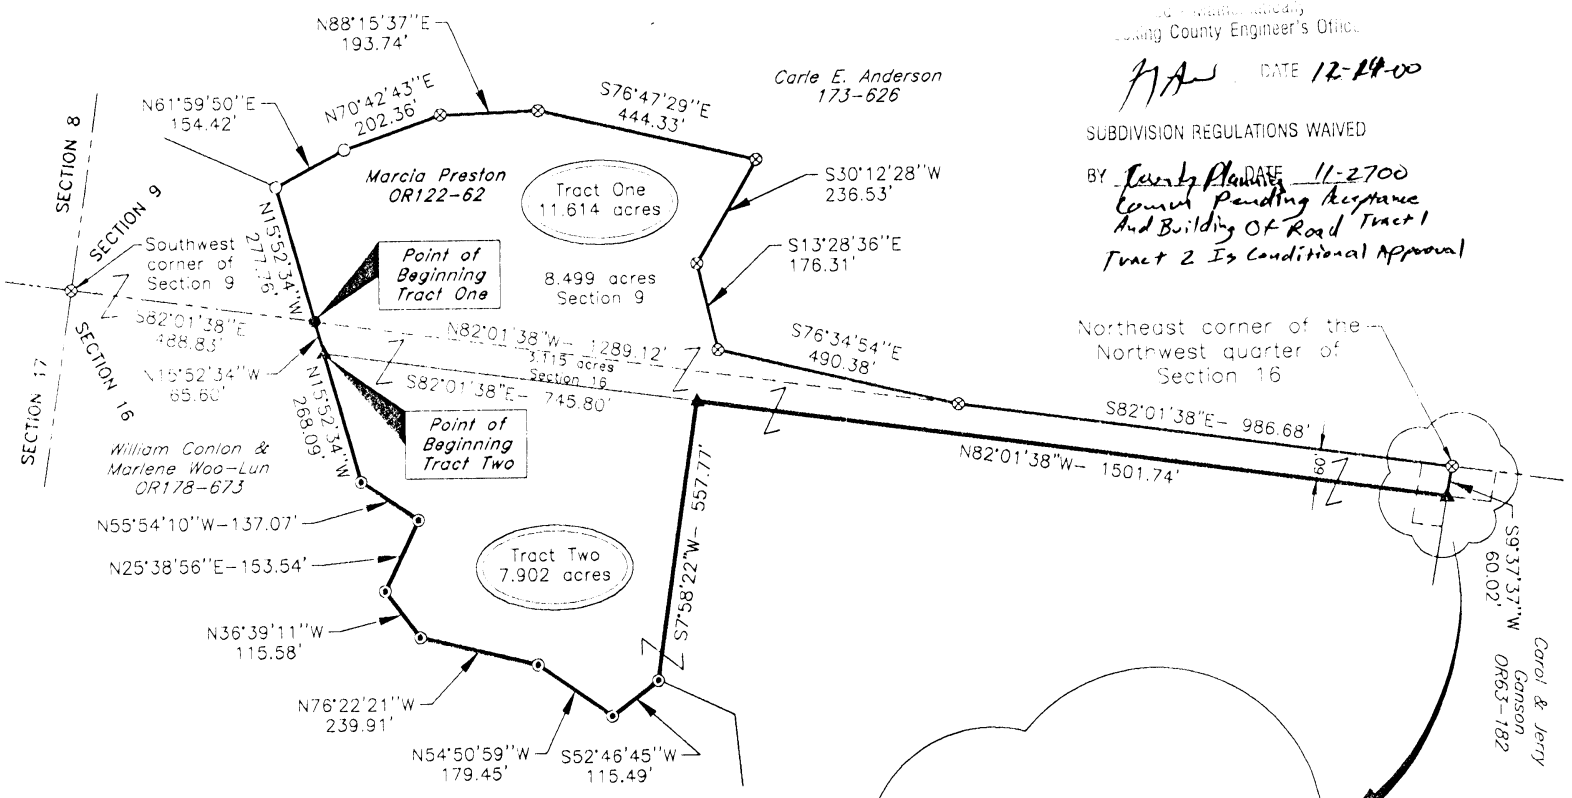 N88°15'37"E
193.74'
County Engineer's Office
DATE 12-14-00
SUBDIVISION REGULATIONS WAIVED
BY County Planning DATE 11-2700
Comm Pending Acceptance
And Building Of Road Tract 1
Tract 2 Is Conditional Approval
Carle E. Anderson
173-626
N61°59'50"E
154.42'
N70°42'43"E
202.36'
S76°47'29"E
444.33'
Marcia Preston
OR122-62
Tract One
11.614 acres
S30°12'28"W
236.53'
SECTION 8
SECTION 9
Southwest
corner of
Section 9
N15°52'34"W
277.76'
Point of
Beginning
Tract One
8.499 acres
Section 9
S13°28'36"E
176.31'
SECTION 17
SECTION 16
S82°01'38"E
488.83'
N15°52'34"W
65.60'
N82°01'38"W- 1289.12'
3.115 acres
Section 16
S82°01'38"E- 745.80'
S76°34'54"E
490.38'
Northeast corner of the
Northwest quarter of
Section 16
S82°01'38"E- 986.68'
N82°01'38"W- 1501.74'
60'
N15°52'34"W
268.09'
Point of
Beginning
Tract Two
William Conlon &
Marlene Woo-Lun
OR178-673
N55°54'10"W-137.07'
N25°38'56"E-153.54'
Tract Two
7.902 acres
S7°58'22"W- 557.77'
S9°37'37"W
60.02'
Carol & Jerry
Ganson
OR63-182
N36°39'11"W
115.58'
N76°22'21"W
239.91'
N54°50'59"W
179.45'
S52°46'45"W
115.49'